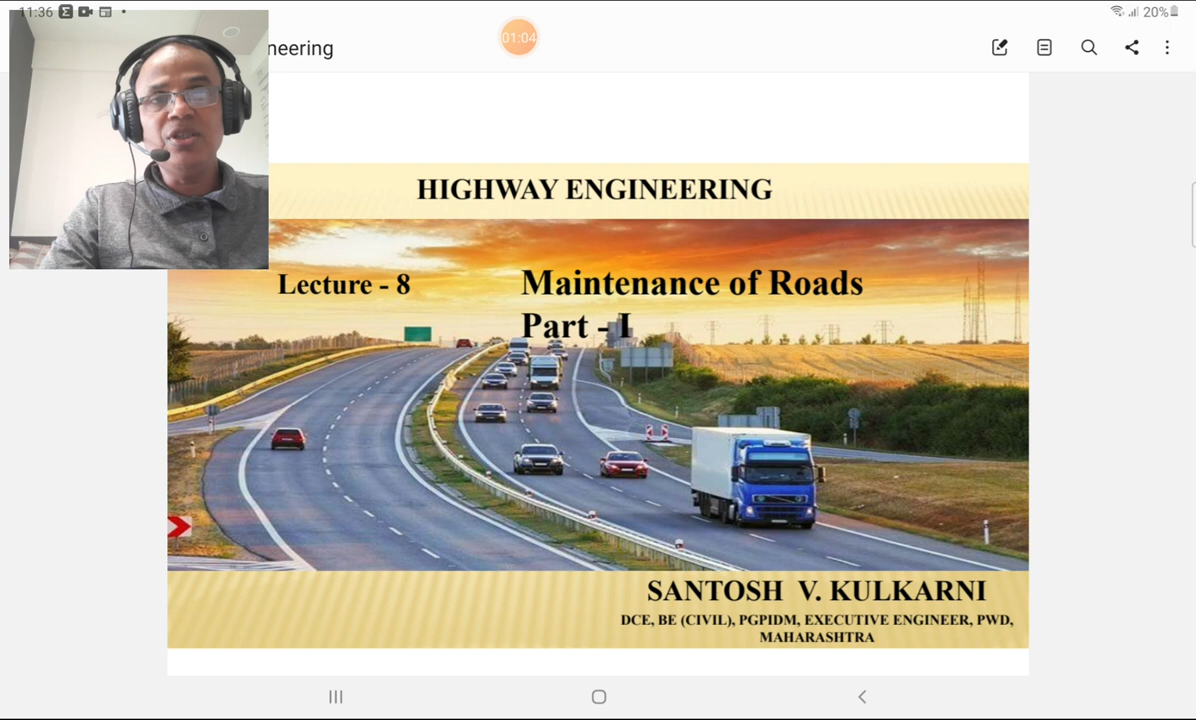 11:36
20%
neering
01:04
HIGHWAY ENGINEERING
Lecture - 8
Maintenance of Roads
Part - I
SANTOSH V. KULKARNI
DCE, BE (CIVIL), PGPIDM, EXECUTIVE ENGINEER, PWD,
MAHARASHTRA